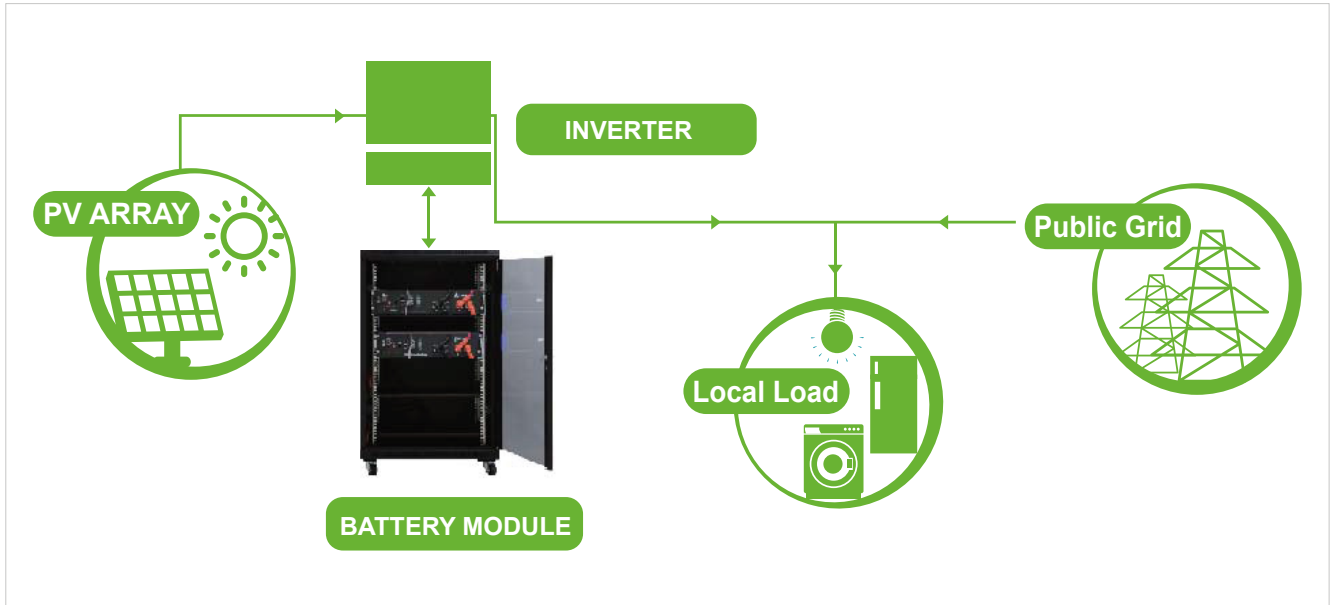 INVERTER
PV ARRAY
Public Grid
Local Load
BATTERY MODULE